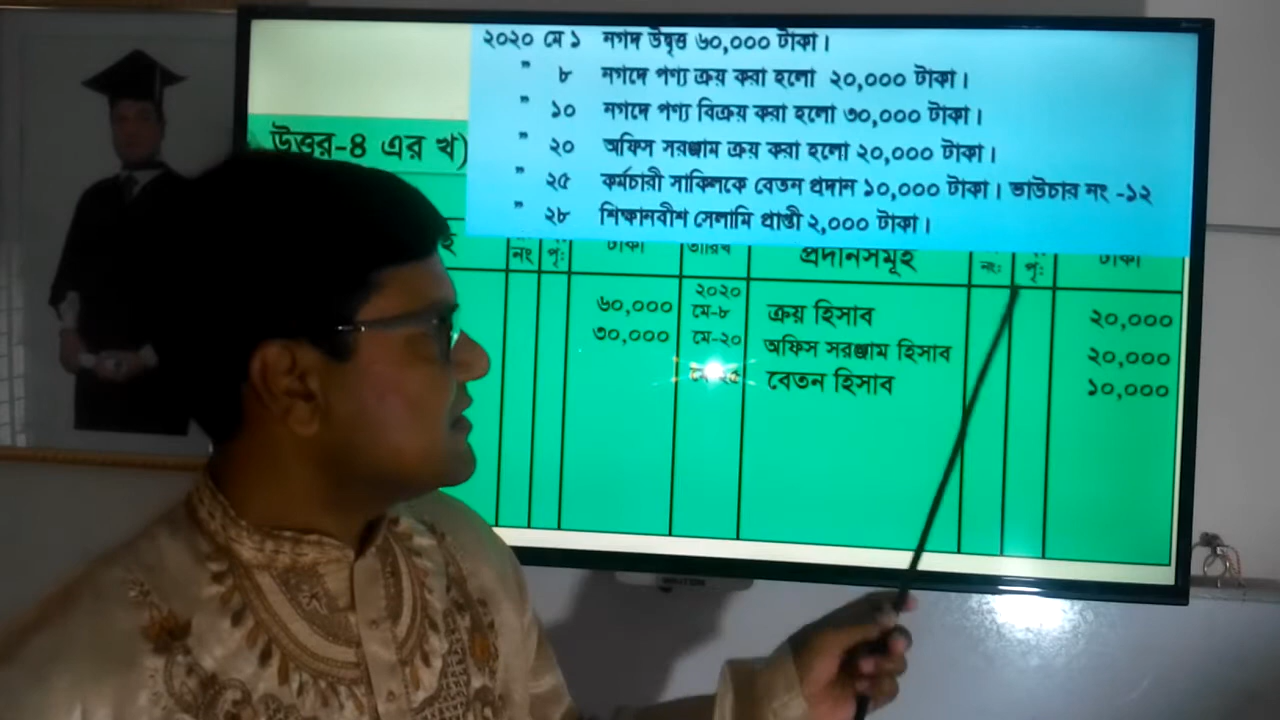 ২০২০ মে ১ নগদ উদ্বৃত্ত ৬০,০০০ টাকা।
" ৮ নগদে পণ্য ক্রয় করা হলো ২০,০০০ টাকা।
" ১০ নগদে পণ্য বিক্রয় করা হলো ৩০,০০০ টাকা।
" ২০ অফিস সরঞ্জাম ক্রয় করা হলো ২০,০০০ টাকা।
" ২৫ কর্মচারী সাকিলকে বেতন প্রদান ১০,০০০ টাকা। ভাউচার নং -১২
" ২৮ শিক্ষানবীশ সেলামি প্রাপ্তী ২,০০০ টাকা।
উত্তর-৪ এর খ)
নং পৃ: টাকা তারিখ প্রদানসমূহ নং: পৃ: টাকা
২০২০
৬০,০০০ মে-৮ ক্রয় হিসাব ২০,০০০
৩০,০০০ মে-২০ অফিস সরঞ্জাম হিসাব ২০,০০০
বেতন হিসাব ১০,০০০
WALTON